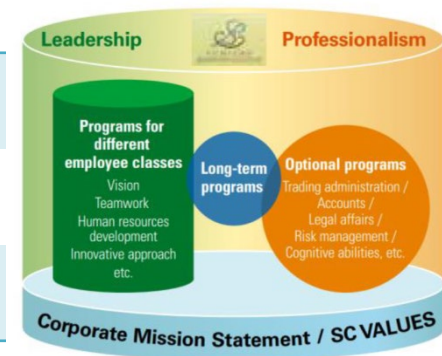 Leadership
Professionalism
Programs for
different
employee classes
Vision
Teamwork
Human resources
development
Innovative approach
etc.
Long-term
programs
Optional programs
Trading administration /
Accounts /
Legal affairs /
Risk management /
Cognitive abilities, etc.
Corporate Mission Statement / SC VALUES